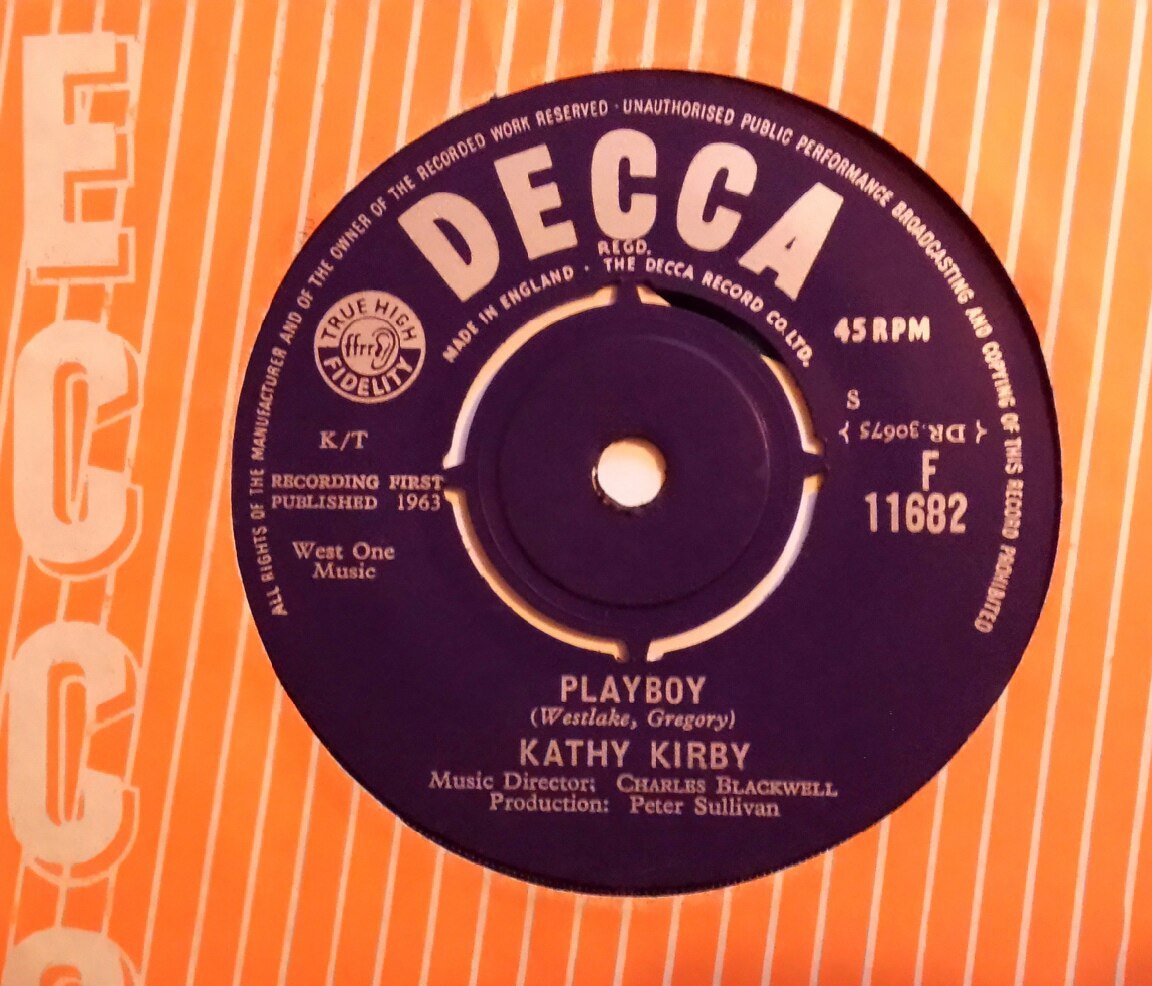 DECC
ALL RIGHTS OF THE MANUFACTURER AND OF THE OWNER OF THE RECORDED WORK RESERVED · UNAUTHORISED PUBLIC PERFORMANCE BROADCASTING AND COPYING OF THIS RECORD PROHIBITED
DECCA
REGD.
MADE IN ENGLAND · THE DECCA RECORD CO. LTD.
TRUE HIGH
ffrr
FIDELITY
45 RPM
K/T
S
( DR.30675 )
RECORDING FIRST
PUBLISHED 1963
F
11682
West One
Music
PLAYBOY
(Westlake, Gregory)
KATHY KIRBY
Music Director: CHARLES BLACKWELL
Production: Peter Sullivan